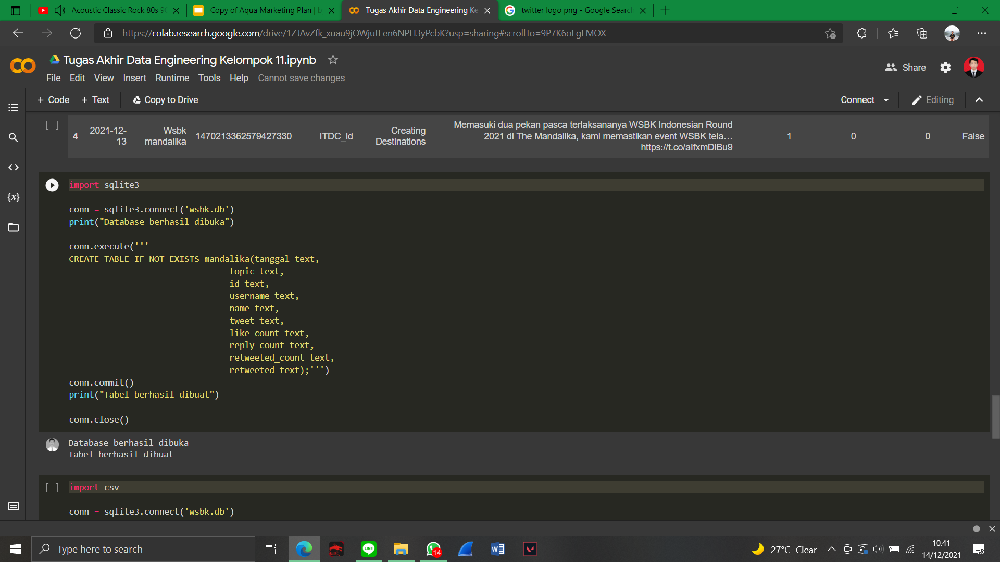 Acoustic Classic Rock 80s 9
Copy of Aqua Marketing Plan | b
Tugas Akhir Data Engineering Ke
twitter logo png - Google Search
https://colab.research.google.com/drive/1ZJAvZfk_xuau9jOWjutEen6NPH3yPcbK?usp=sharing#scrollTo=9P7K6oFgFMOX
Tugas Akhir Data Engineering Kelompok 11.ipynb
Share
File Edit View Insert Runtime Tools Help Cannot save changes
+ Code + Text Copy to Drive
Connect Editing
[ ]
4 2021-12-13 Wsbk mandalika 1470213362579427330 ITDC_id Creating Destinations
Memasuki dua pekan pasca terlaksananya WSBK Indonesian Round
2021 di The Mandalika, kami memastikan event WSBK tela…
https://t.co/aIfxmDiBu9
1 0 0 False
import sqlite3
conn = sqlite3.connect('wsbk.db')
print("Database berhasil dibuka")
conn.execute('''
CREATE TABLE IF NOT EXISTS mandalika(tanggal text,
topic text,
id text,
username text,
name text,
tweet text,
like_count text,
reply_count text,
retweeted_count text,
retweeted text);''')
conn.commit()
print("Tabel berhasil dibuat")
conn.close()
Database berhasil dibuka
Tabel berhasil dibuat
[ ] import csv
conn = sqlite3.connect('wsbk.db')
{x}
Type here to search
LINE
14
W
27°C Clear
10.41
14/12/2021